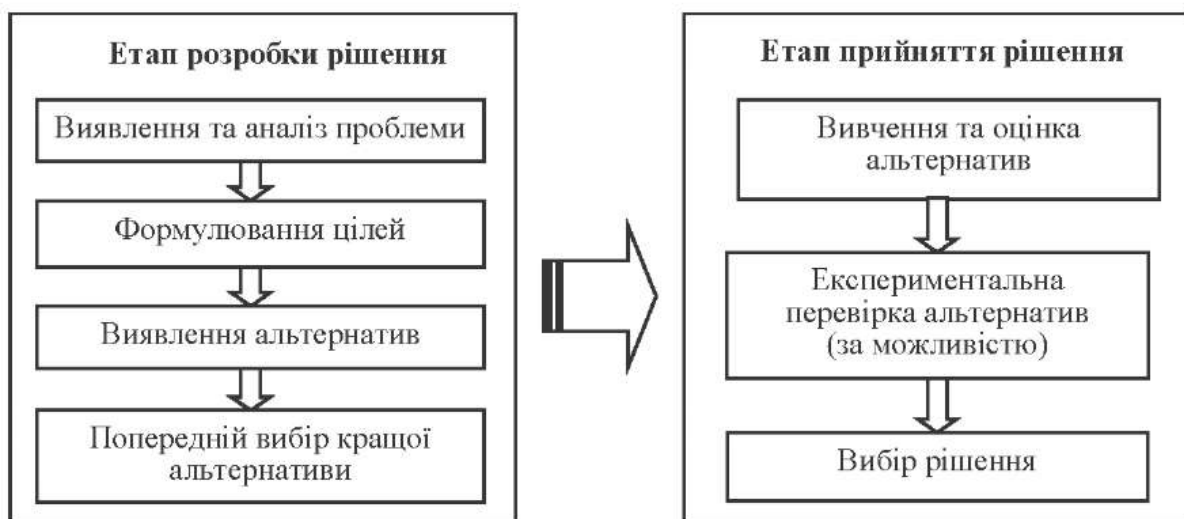 Етап розробки рішення
Виявлення та аналіз проблеми
Формулювання цілей
Виявлення альтернатив
Попередній вибір кращої
альтернативи
Етап прийняття рішення
Вивчення та оцінка
альтернатив
Експериментальна
перевірка альтернатив
(за можливістю)
Вибір рішення